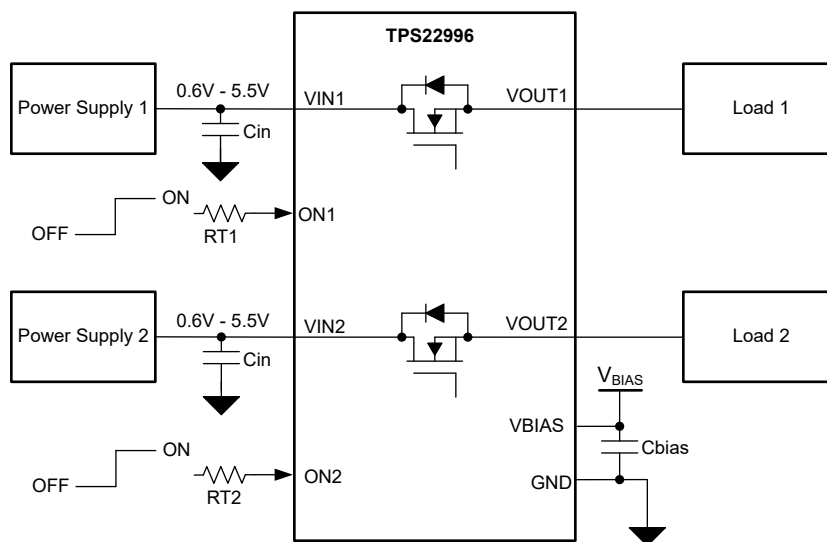 TPS22996
Power Supply 1
0.6V - 5.5V
VIN1
VOUT1
Load 1
Cin
ON
OFF
RT1
ON1
Power Supply 2
0.6V - 5.5V
VIN2
VOUT2
Load 2
Cin
VBIAS
VBIAS
Cbias
ON
OFF
RT2
ON2
GND